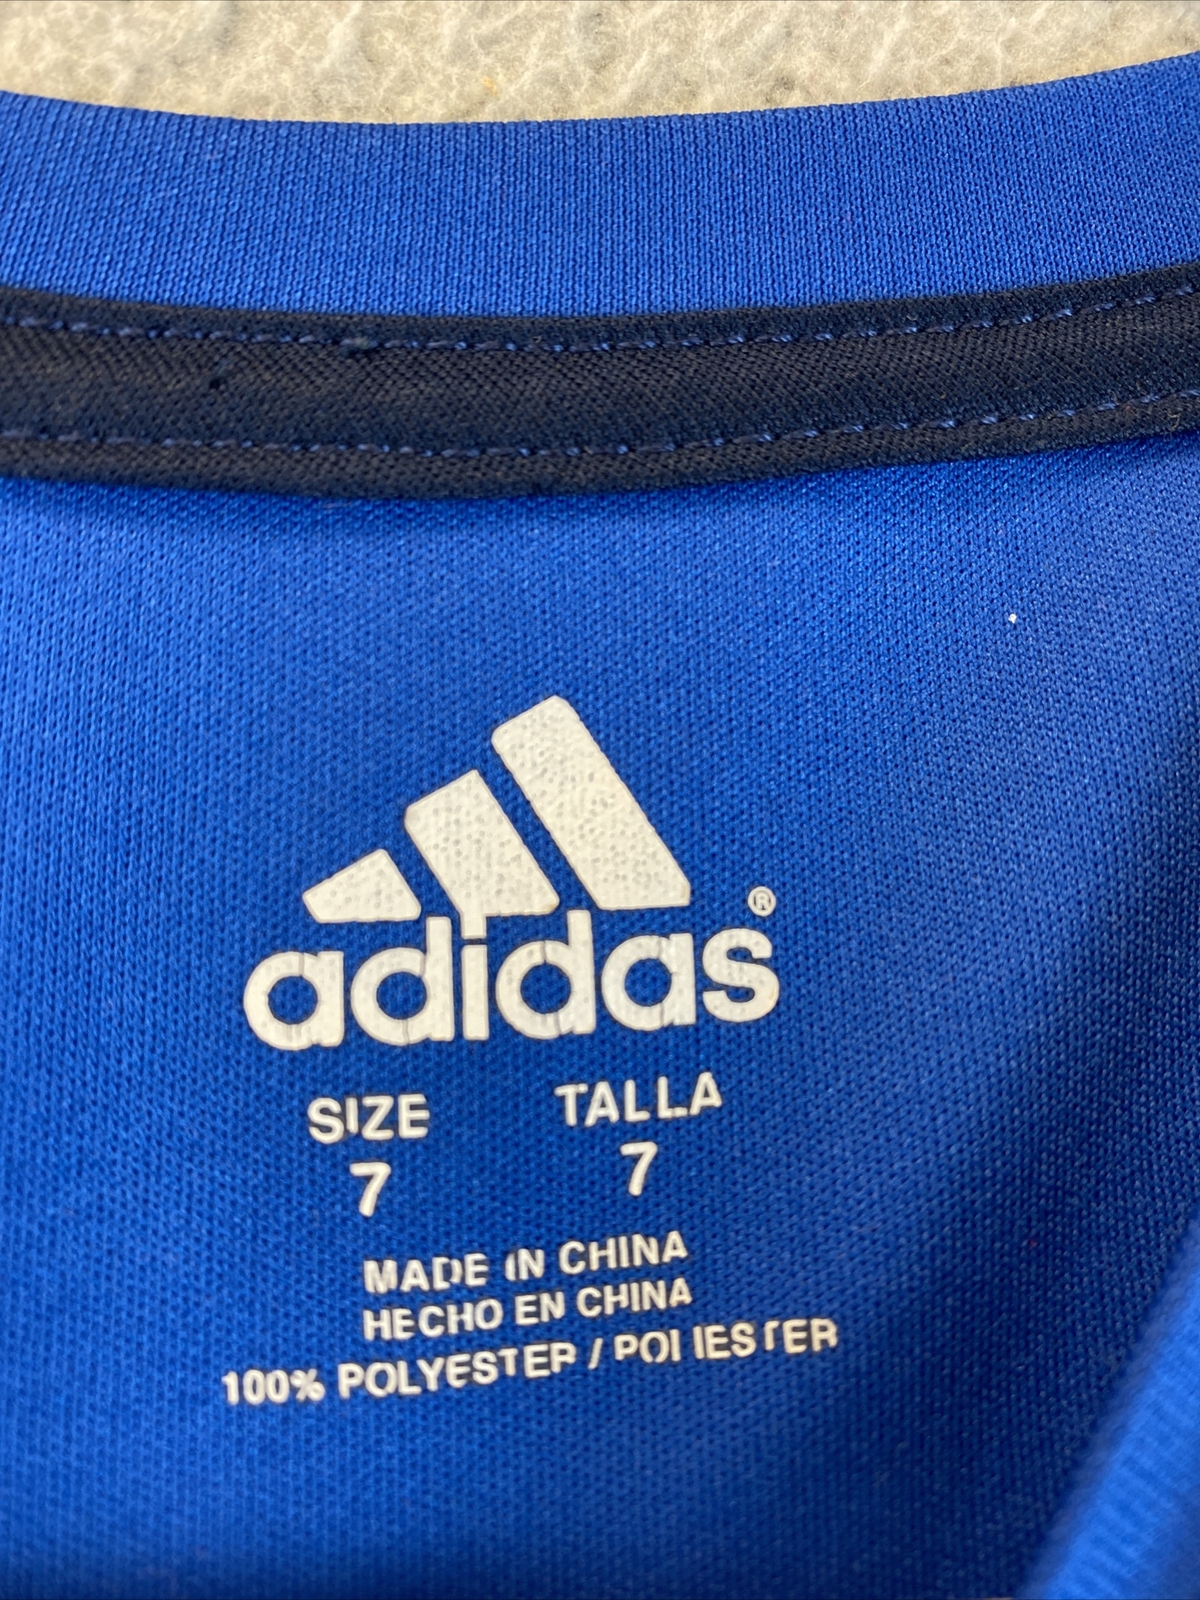 adidas®
SIZE TALLA
7 7
MADE IN CHINA
HECHO EN CHINA
100% POLYESTER / POLIESTER